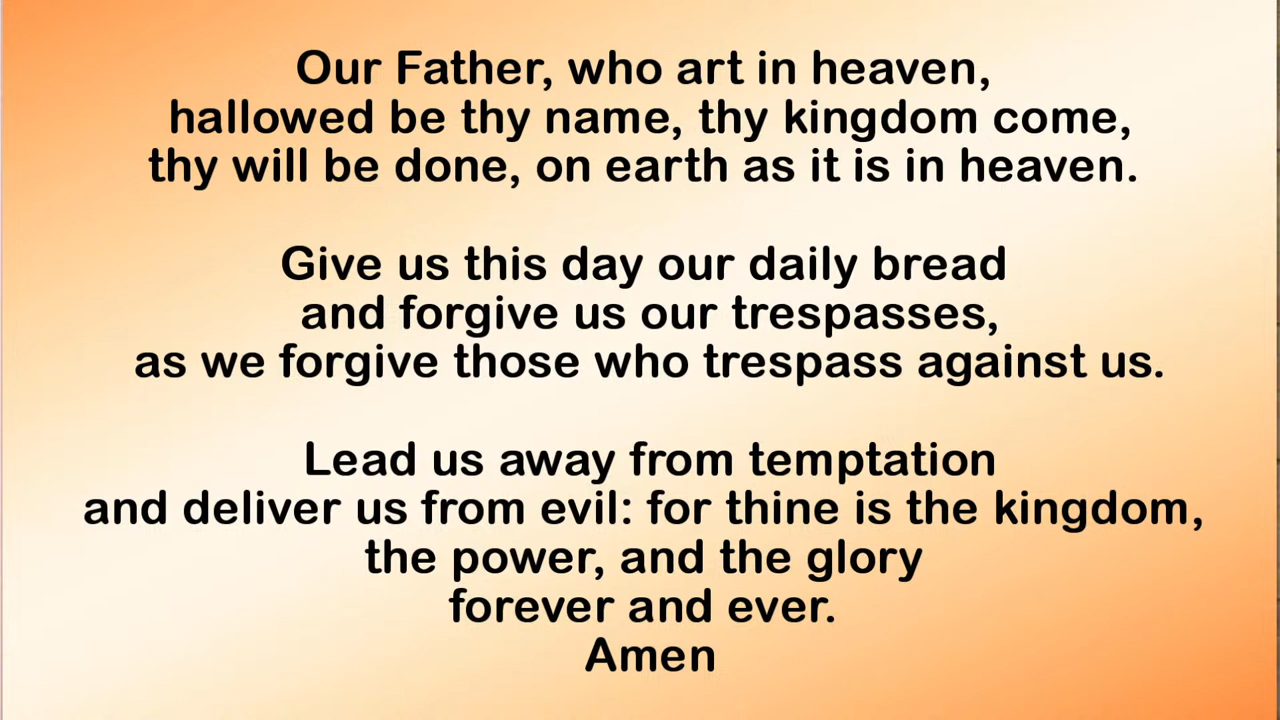 Our Father, who art in heaven,
hallowed be thy name, thy kingdom come,
thy will be done, on earth as it is in heaven.
Give us this day our daily bread
and forgive us our trespasses,
as we forgive those who trespass against us.
Lead us away from temptation
and deliver us from evil: for thine is the kingdom,
the power, and the glory
forever and ever.
Amen